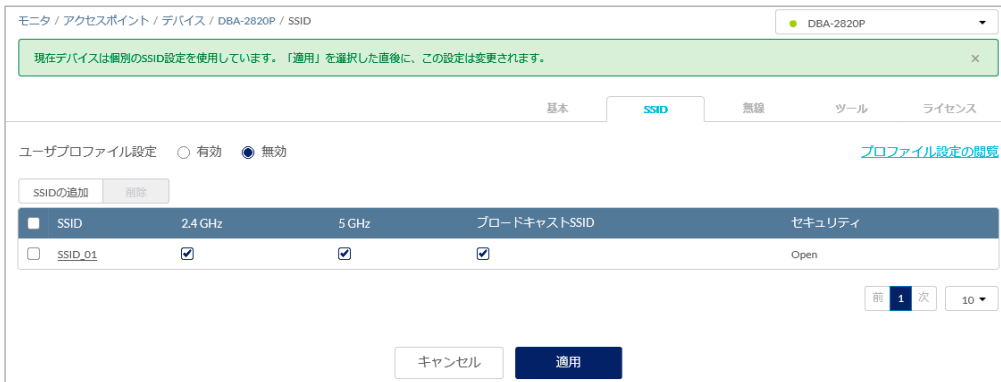 モニタ / アクセスポイント / デバイス / DBA-2820P / SSID
DBA-2820P
現在デバイスは個別のSSID設定を使用しています。「適用」を選択した直後に、この設定は変更されます。
基本 SSID 無線 ツール ライセンス
ユーザプロファイル設定 有効 無効 プロファイル設定の閲覧
SSIDの追加 削除
SSID 2.4 GHz 5 GHz ブロードキャストSSID セキュリティ
SSID_01 Open
前 1 次 10
キャンセル 適用